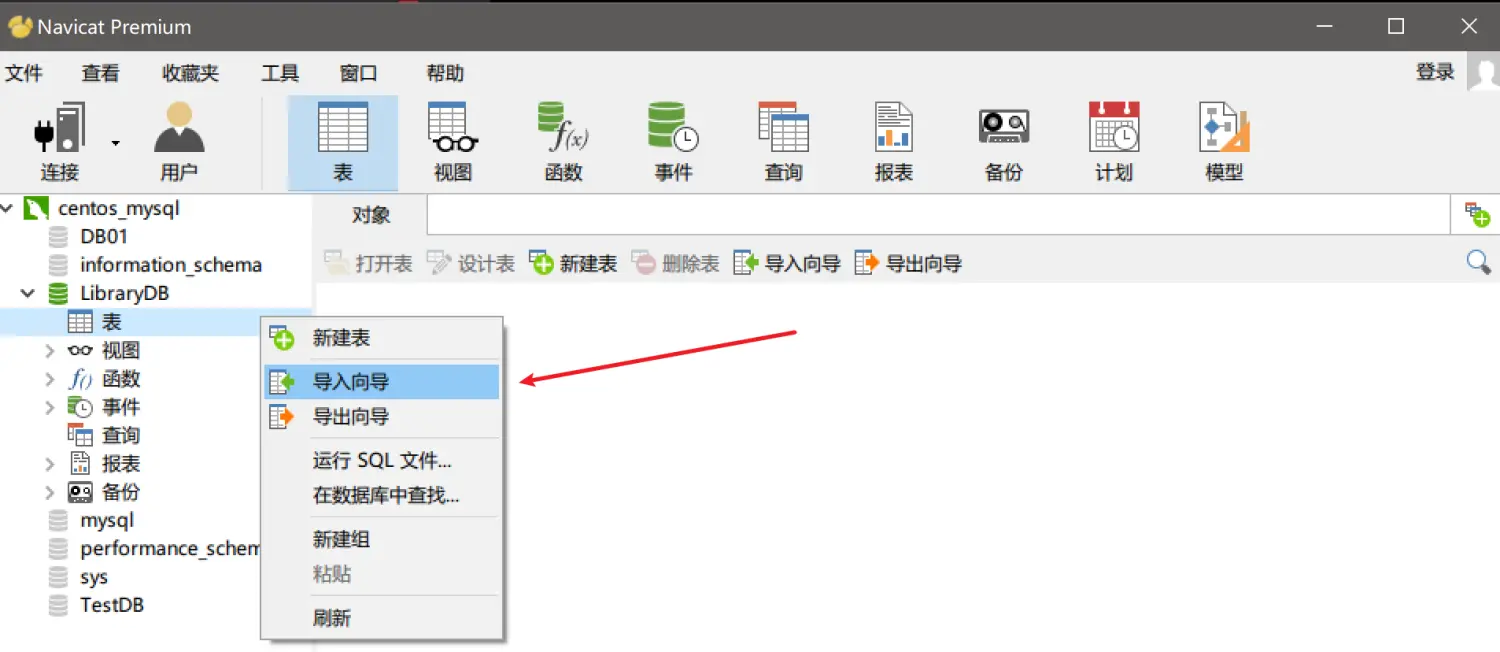 Navicat Premium
文件 查看 收藏夹 工具 窗口 帮助 登录
连接 用户 表 视图 f(x) 函数 事件 查询 报表 备份 计划 模型
centos_mysql 对象
DB01
information_schema 打开表 设计表 新建表 删除表 导入向导 导出向导
LibraryDB
表
视图
f() 函数
事件
查询
报表
备份
mysql
performance_schem
sys
TestDB
新建表
导入向导
导出向导
运行 SQL 文件...
在数据库中查找...
新建组
粘贴
刷新